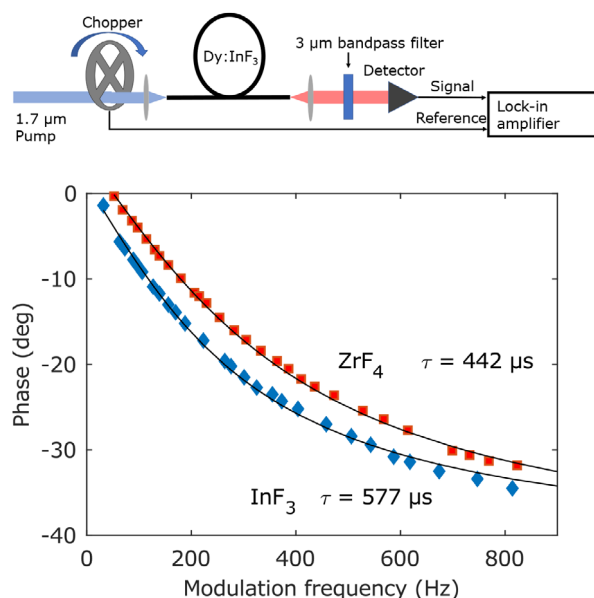 Chopper
Dy:InF₃
3 µm bandpass filter
Detector
Signal
Reference
Lock-in
amplifier
1.7 µm
Pump
0
-10
-20
-30
-40
Phase (deg)
ZrF₄ τ = 442 µs
InF₃ τ = 577 µs
0 200 400 600 800
Modulation frequency (Hz)